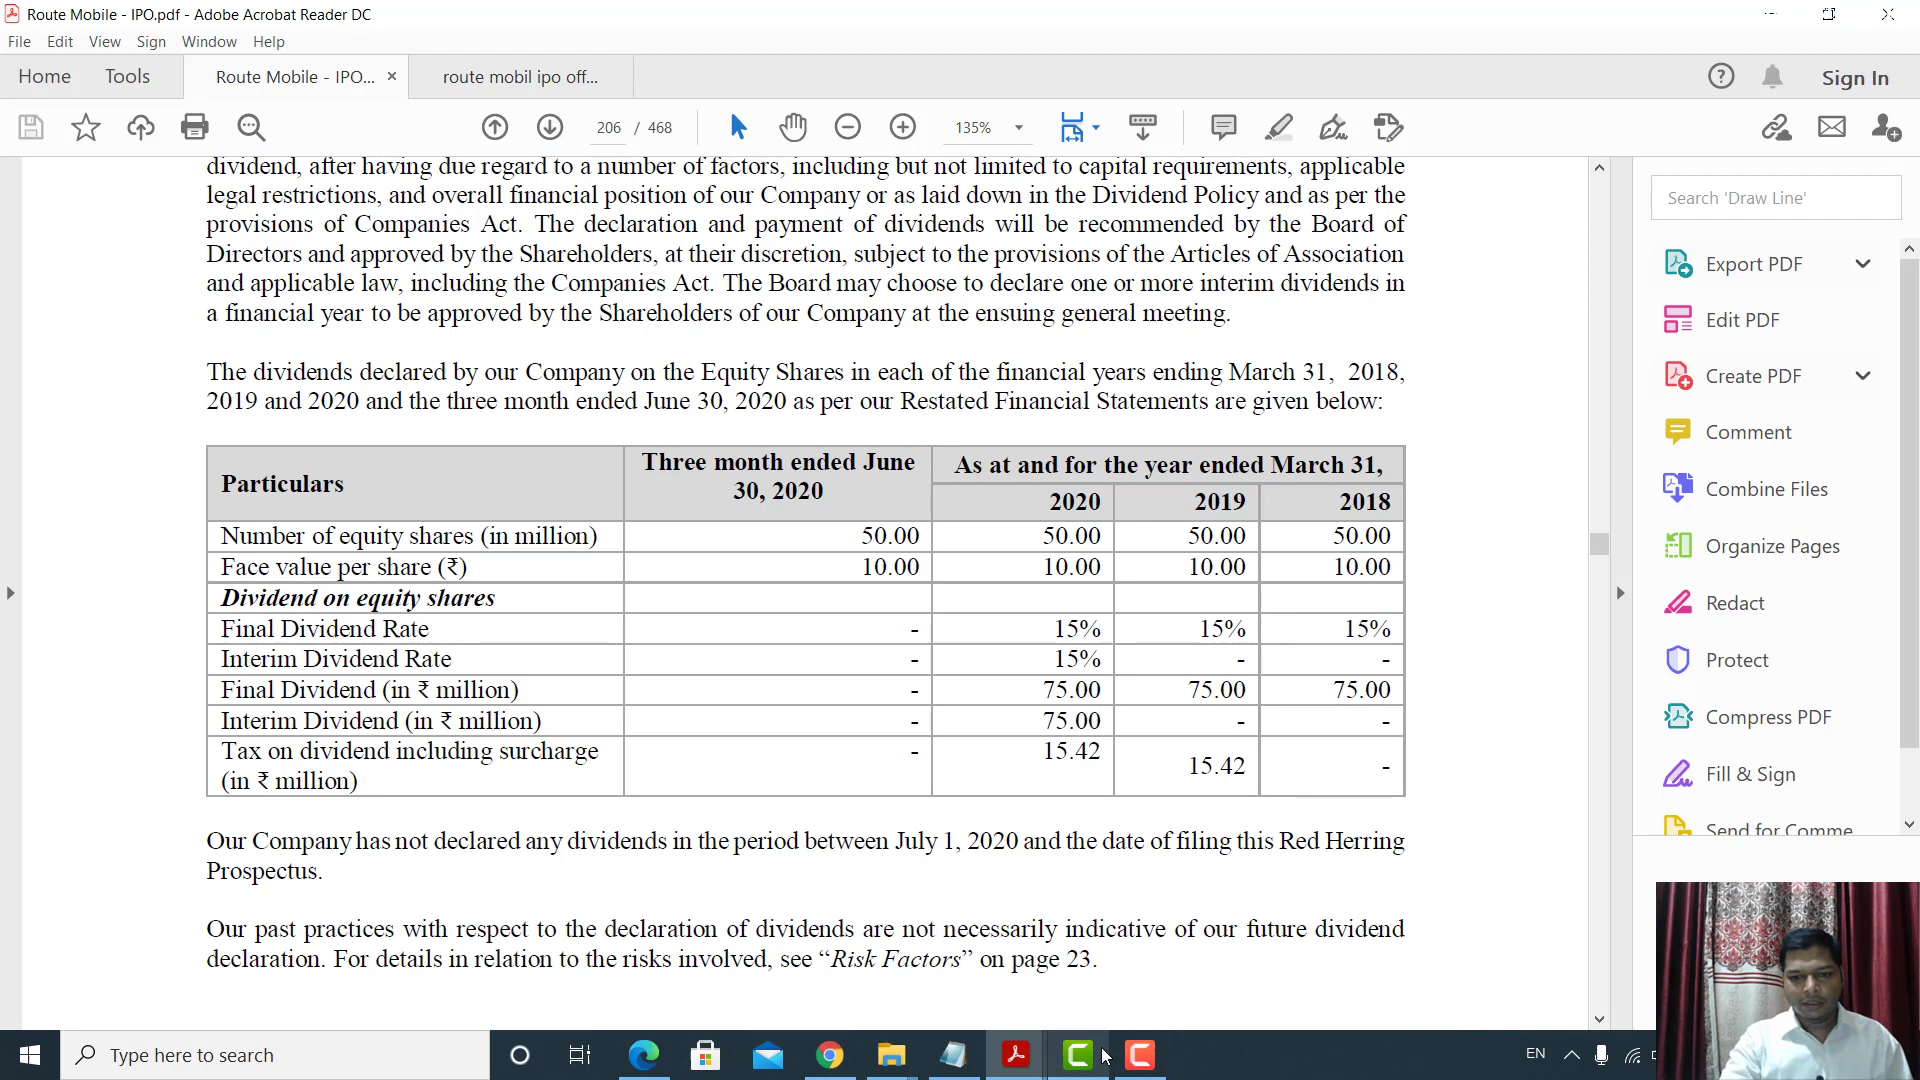 Route Mobile - IPO.pdf - Adobe Acrobat Reader DC
File Edit View Sign Window Help
Home Tools Route Mobile - IPO... × route mobil ipo off... Sign In
206 / 468 135%
dividend, after having due regard to a number of factors, including but not limited to capital requirements, applicable
legal restrictions, and overall financial position of our Company or as laid down in the Dividend Policy and as per the
provisions of Companies Act. The declaration and payment of dividends will be recommended by the Board of
Directors and approved by the Shareholders, at their discretion, subject to the provisions of the Articles of Association
and applicable law, including the Companies Act. The Board may choose to declare one or more interim dividends in
a financial year to be approved by the Shareholders of our Company at the ensuing general meeting.
The dividends declared by our Company on the Equity Shares in each of the financial years ending March 31, 2018,
2019 and 2020 and the three month ended June 30, 2020 as per our Restated Financial Statements are given below:
Particulars Three month ended June 30, 2020 As at and for the year ended March 31,
2020 2019 2018
Number of equity shares (in million) 50.00 50.00 50.00 50.00
Face value per share (₹) 10.00 10.00 10.00 10.00
Dividend on equity shares
Final Dividend Rate - 15% 15% 15%
Interim Dividend Rate - 15% - -
Final Dividend (in ₹ million) - 75.00 75.00 75.00
Interim Dividend (in ₹ million) - 75.00 - -
Tax on dividend including surcharge - 15.42 15.42 -
(in ₹ million)
Our Company has not declared any dividends in the period between July 1, 2020 and the date of filing this Red Herring
Prospectus.
Our past practices with respect to the declaration of dividends are not necessarily indicative of our future dividend
declaration. For details in relation to the risks involved, see “Risk Factors” on page 23.
Search 'Draw Line'
Export PDF
Edit PDF
Create PDF
Comment
Combine Files
Organize Pages
Redact
Protect
Compress PDF
Fill & Sign
Send for Comme
Type here to search
EN